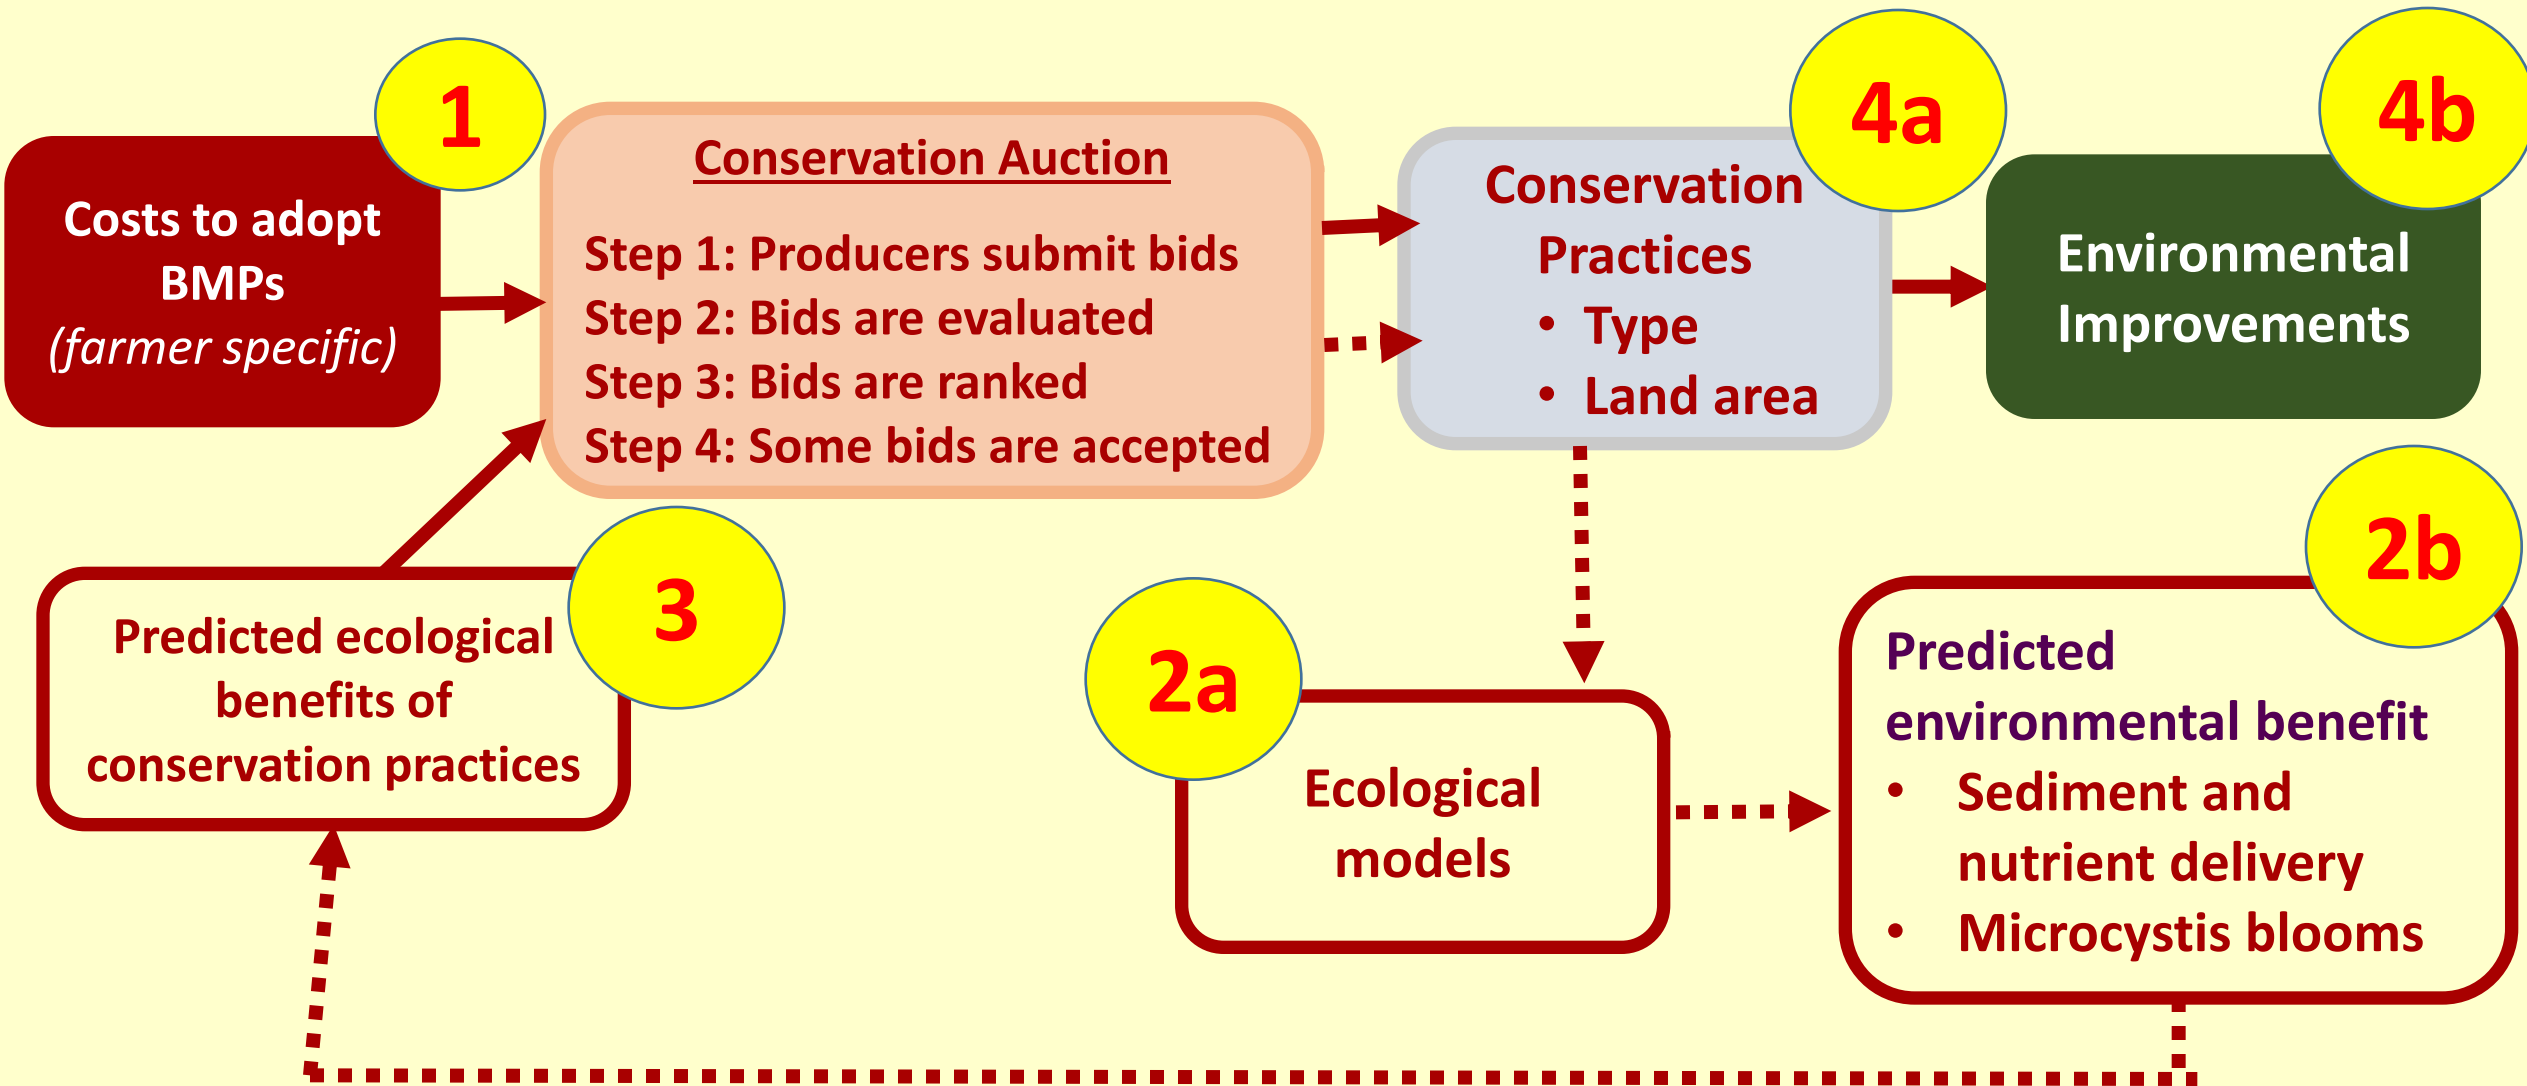 1
Costs to adopt
BMPs
(farmer specific)
Conservation Auction
Step 1: Producers submit bids
Step 2: Bids are evaluated
Step 3: Bids are ranked
Step 4: Some bids are accepted
4a
Conservation
Practices
• Type
• Land area
4b
Environmental
Improvements
3
Predicted ecological
benefits of
conservation practices
2a
Ecological
models
2b
Predicted
environmental benefit
• Sediment and
nutrient delivery
• Microcystis blooms